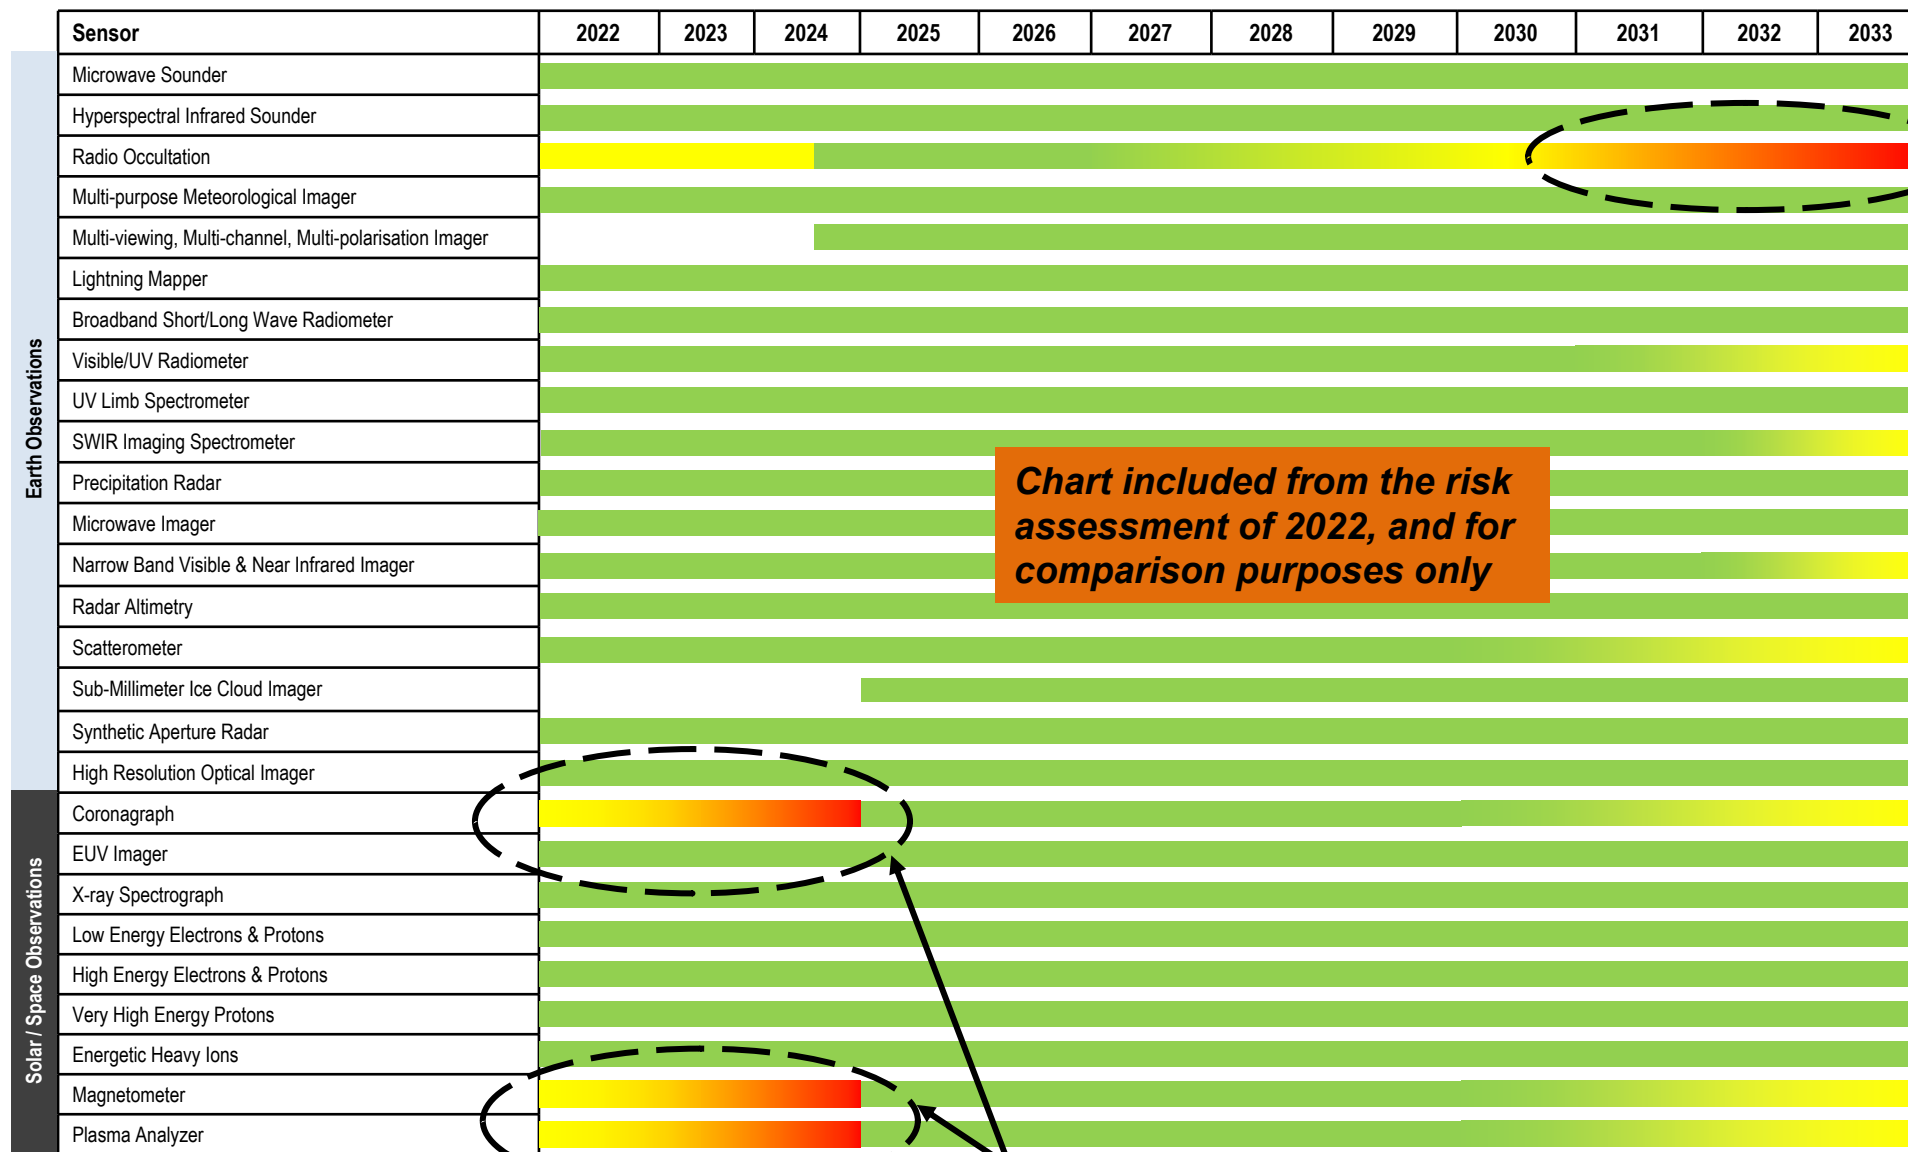 Sensor 2022 2023 2024 2025 2026 2027 2028 2029 2030 2031 2032 2033
Earth Observations
Microwave Sounder
Hyperspectral Infrared Sounder
Radio Occultation
Multi-purpose Meteorological Imager
Multi-viewing, Multi-channel, Multi-polarisation Imager
Lightning Mapper
Broadband Short/Long Wave Radiometer
Visible/UV Radiometer
UV Limb Spectrometer
SWIR Imaging Spectrometer
Precipitation Radar
Microwave Imager
Narrow Band Visible & Near Infrared Imager
Radar Altimetry
Scatterometer
Sub-Millimeter Ice Cloud Imager
Synthetic Aperture Radar
High Resolution Optical Imager
Chart included from the risk
assessment of 2022, and for
comparison purposes only
Solar / Space Observations
Coronagraph
EUV Imager
X-ray Spectrograph
Low Energy Electrons & Protons
High Energy Electrons & Protons
Very High Energy Protons
Energetic Heavy Ions
Magnetometer
Plasma Analyzer